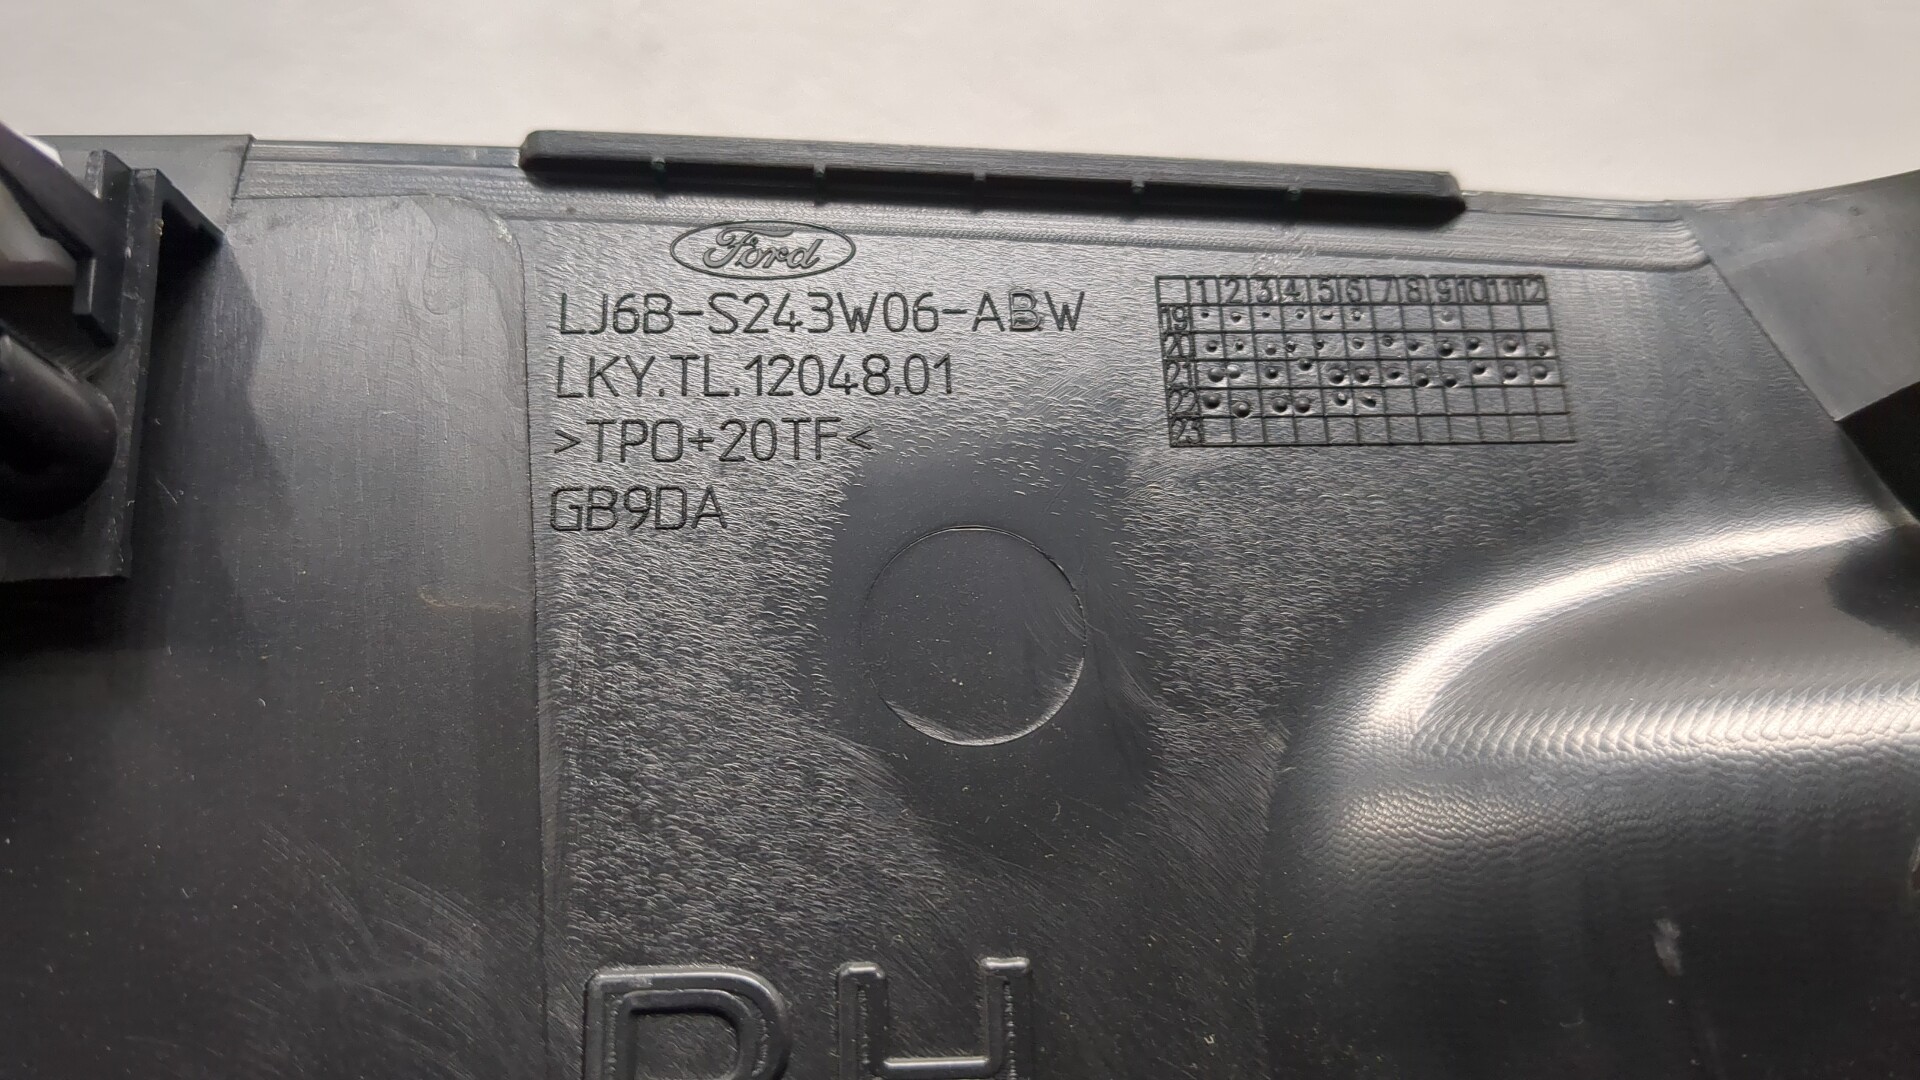 Ford
LJ6B-S243W06-ABW
LKY.TL.12048.01
>TPO+20TF<
GB9DA
1 2 3 4 5 6 7 8 9 10 11 12
19
20
21
22
23
RH